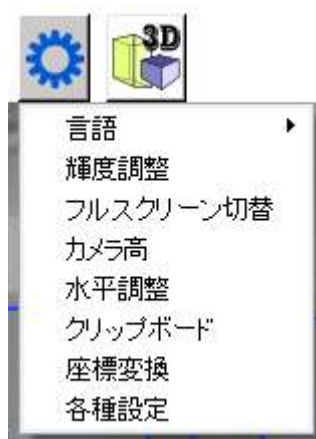 3D
言語
輝度調整
フルスクリーン切替
カメラ高
水平調整
クリップボード
座標変換
各種設定